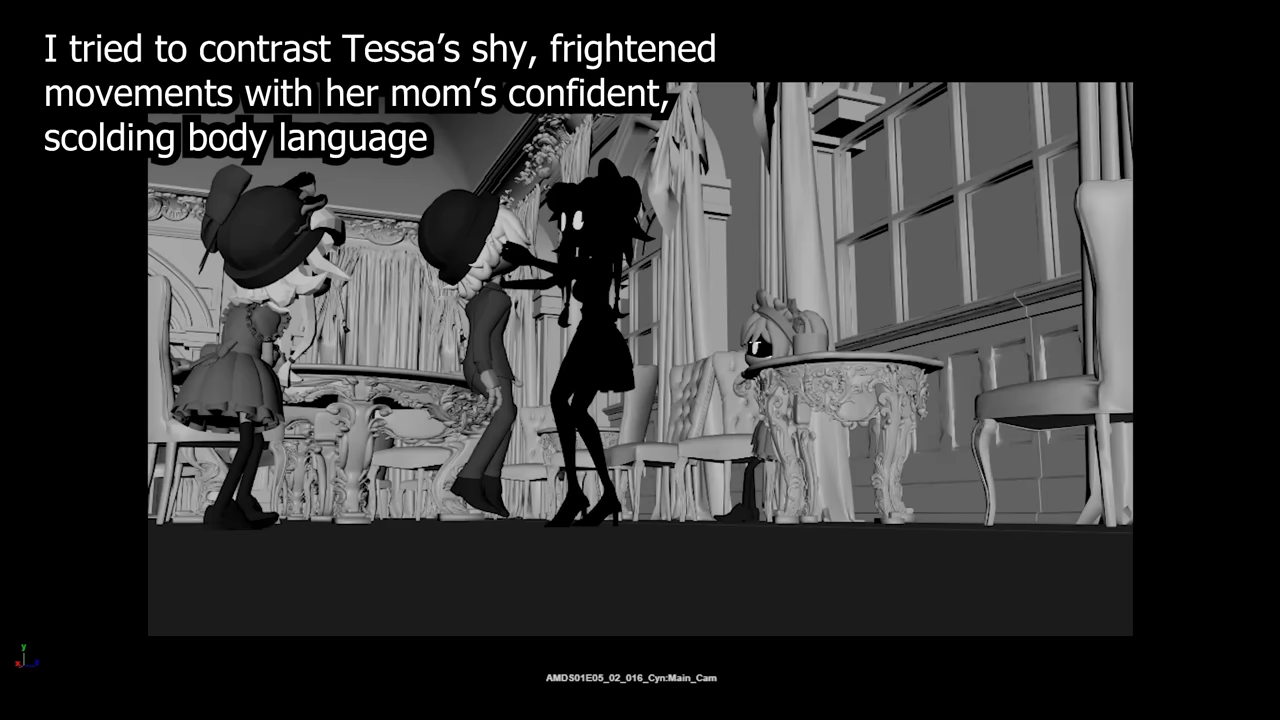 I tried to contrast Tessa’s shy, frightened
movements with her mom’s confident,
scolding body language
y
x
z
AMDS01E05_02_016_Cyn:Main_Cam